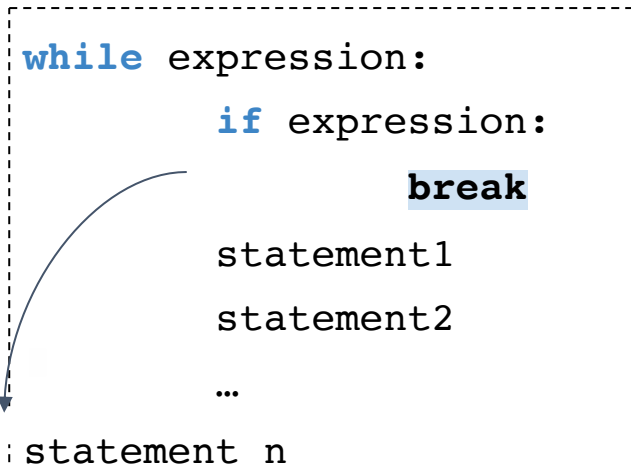 while expression:
if expression:
break
statement1
statement2
…
statement n